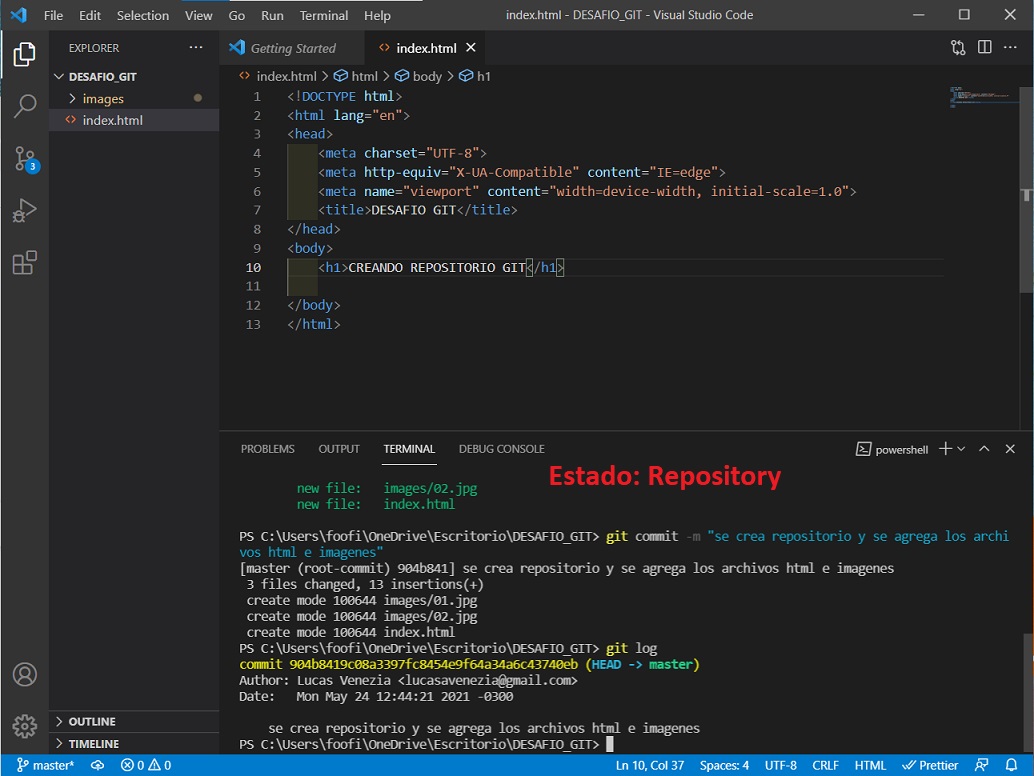 File Edit Selection View Go Run Terminal Help index.html - DESAFIO_GIT - Visual Studio Code
EXPLORER
DESAFIO_GIT
images
index.html
3
OUTLINE
TIMELINE
Getting Started index.html
index.html > html > body > h1
1 <!DOCTYPE html>
2 <html lang="en">
3 <head>
4 <meta charset="UTF-8">
5 <meta http-equiv="X-UA-Compatible" content="IE=edge">
6 <meta name="viewport" content="width=device-width, initial-scale=1.0">
7 <title>DESAFIO GIT</title>
8 </head>
9 <body>
10 <h1>CREANDO REPOSITORIO GIT</h1>
11
12 </body>
13 </html>
PROBLEMS OUTPUT TERMINAL DEBUG CONSOLE powershell
Estado: Repository
new file: images/02.jpg
new file: index.html
PS C:\Users\foofi\OneDrive\Escritorio\DESAFIO_GIT> git commit -m "se crea repositorio y se agrega los archi
vos html e imagenes"
[master (root-commit) 904b841] se crea repositorio y se agrega los archivos html e imagenes
3 files changed, 13 insertions(+)
create mode 100644 images/01.jpg
create mode 100644 images/02.jpg
create mode 100644 index.html
PS C:\Users\foofi\OneDrive\Escritorio\DESAFIO_GIT> git log
commit 904b8419c08a3397fc8454e9f64a34a6c43740eb (HEAD -> master)
Author: Lucas Venezia <lucasavenezia@gmail.com>
Date: Mon May 24 12:44:21 2021 -0300
se crea repositorio y se agrega los archivos html e imagenes
PS C:\Users\foofi\OneDrive\Escritorio\DESAFIO_GIT>
master* 0 0 Ln 10, Col 37 Spaces: 4 UTF-8 CRLF HTML Prettier